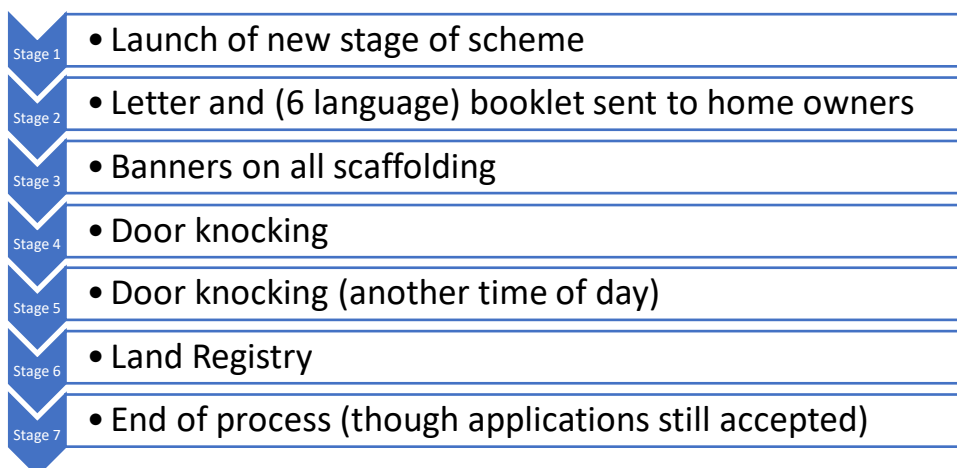 Stage 1
• Launch of new stage of scheme
Stage 2
• Letter and (6 language) booklet sent to home owners
Stage 3
• Banners on all scaffolding
Stage 4
• Door knocking
Stage 5
• Door knocking (another time of day)
Stage 6
• Land Registry
Stage 7
• End of process (though applications still accepted)